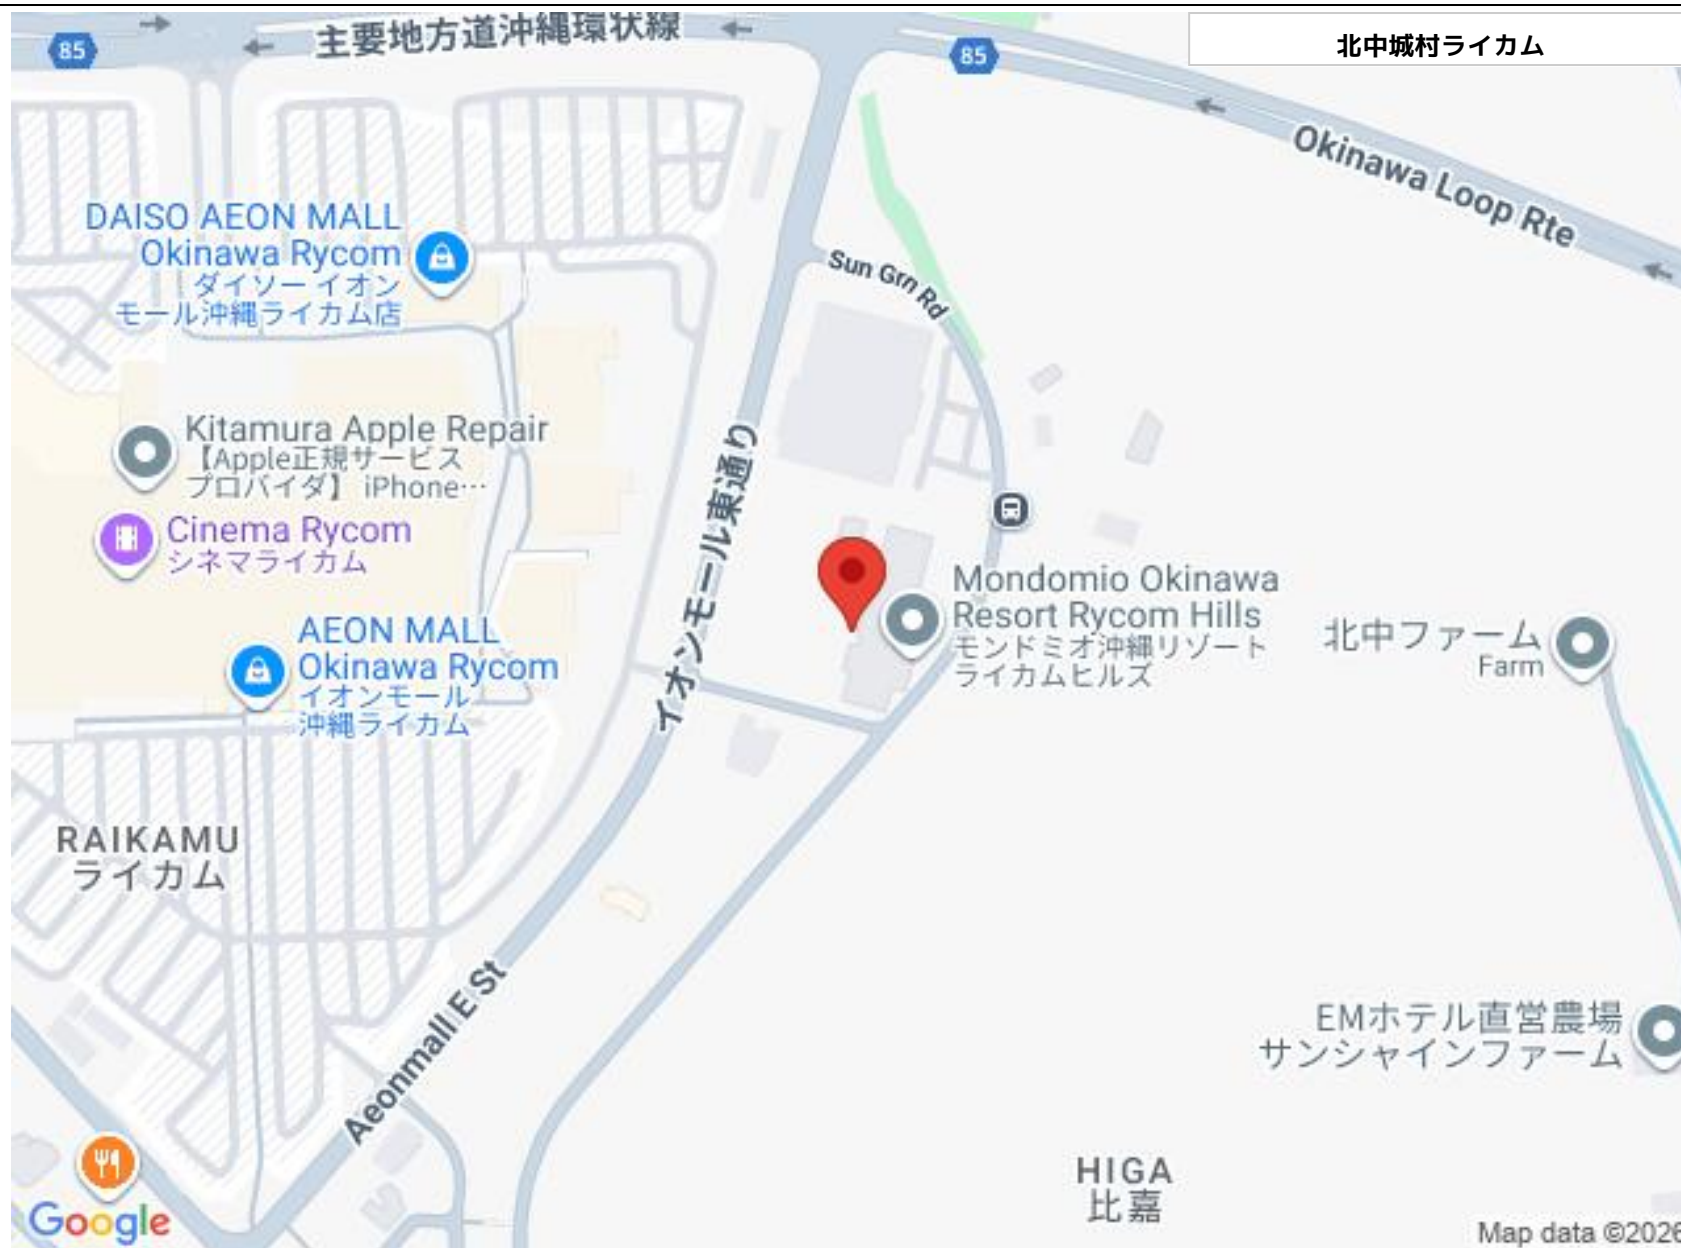 85
主要地方道沖縄環状線
85
北中城村ライカム
Okinawa Loop Rte
DAISO AEON MALL
Okinawa Rycom
ダイソー イオン
モール沖縄ライカム店
Sun Grn Rd
Kitamura Apple Repair
【Apple正規サービス
プロバイダ】 iPhone…
Cinema Rycom
シネマライカム
イオンモール東通り
Mondomio Okinawa
Resort Rycom Hills
モンドミオ沖縄リゾート
ライカムヒルズ
北中ファーム
Farm
AEON MALL
Okinawa Rycom
イオンモール
沖縄ライカム
RAIKAMU
ライカム
Aeonmall E St
EMホテル直営農場
サンシャインファーム
HIGA
比嘉
Google
Map data ©2026